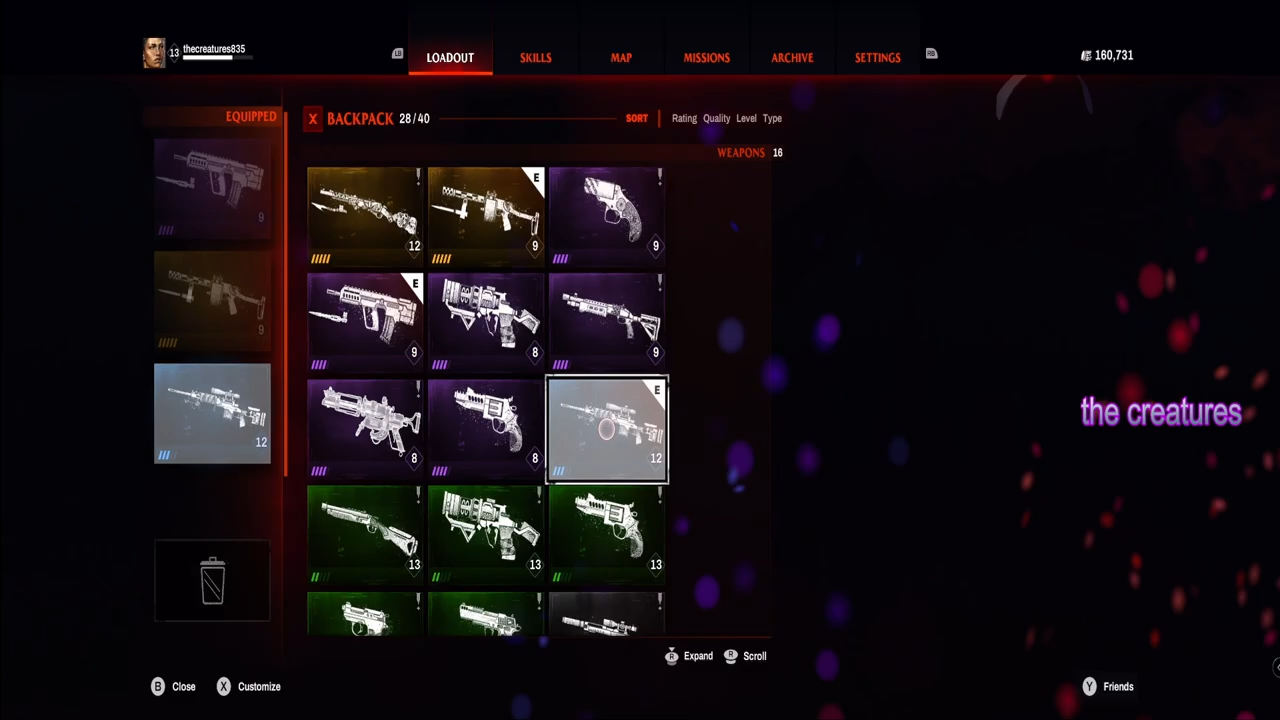 13 thecreatures835
LB LOADOUT SKILLS MAP MISSIONS ARCHIVE SETTINGS RB
160,731
EQUIPPED
X BACKPACK 28/40 SORT Rating Quality Level Type
WEAPONS 16
9
9
12
12
E 9
9
E 9
8
9
8
8
E 12
13
13
13
the creatures
R Expand R Scroll
B Close X Customize
Y Friends